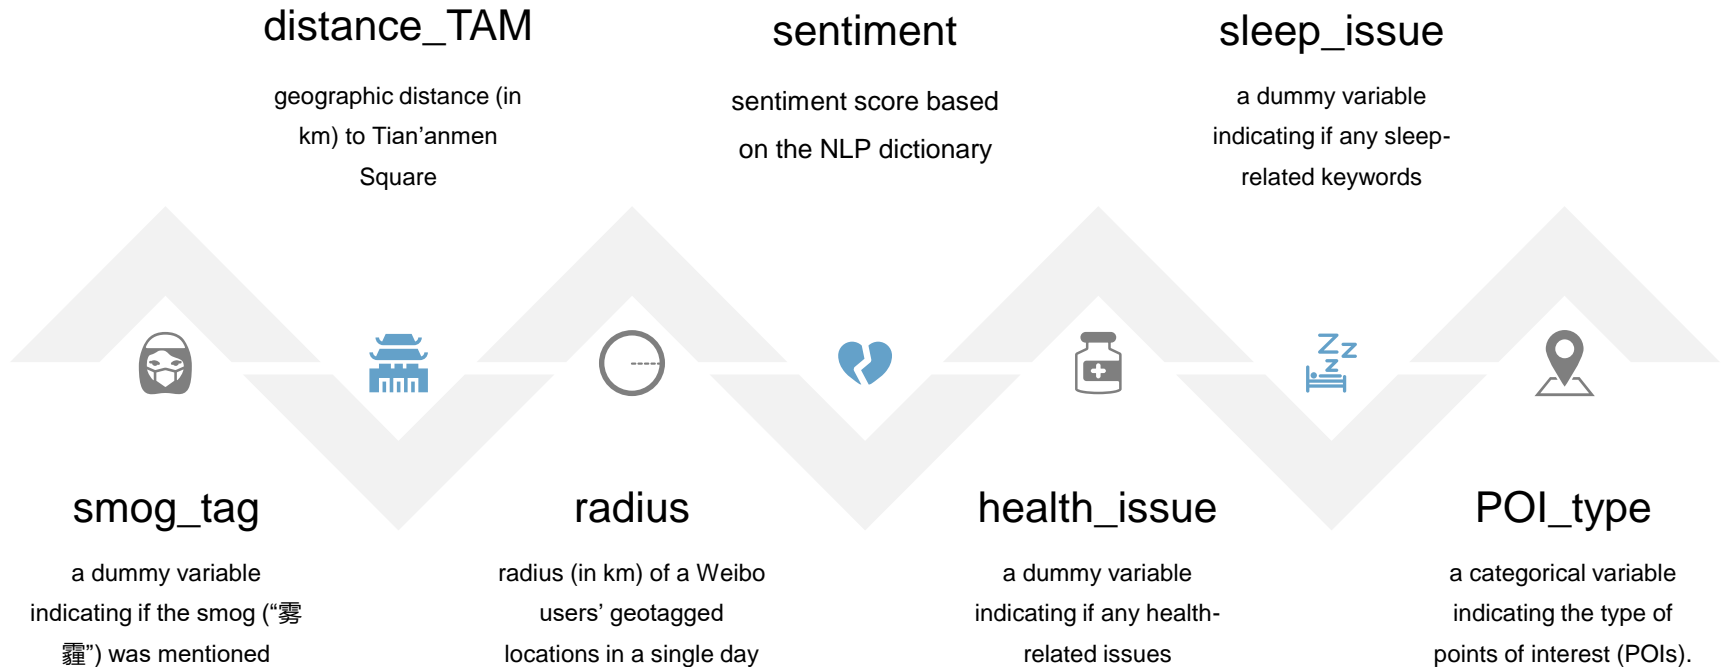 distance_TAM
geographic distance (in
km) to Tian’anmen
Square
sentiment
sentiment score based
on the NLP dictionary
sleep_issue
a dummy variable
indicating if any sleep-
related keywords
smog_tag
a dummy variable
indicating if the smog (“雾
霾”) was mentioned
radius
radius (in km) of a Weibo
users’ geotagged
locations in a single day
health_issue
a dummy variable
indicating if any health-
related issues
POI_type
a categorical variable
indicating the type of
points of interest (POIs).